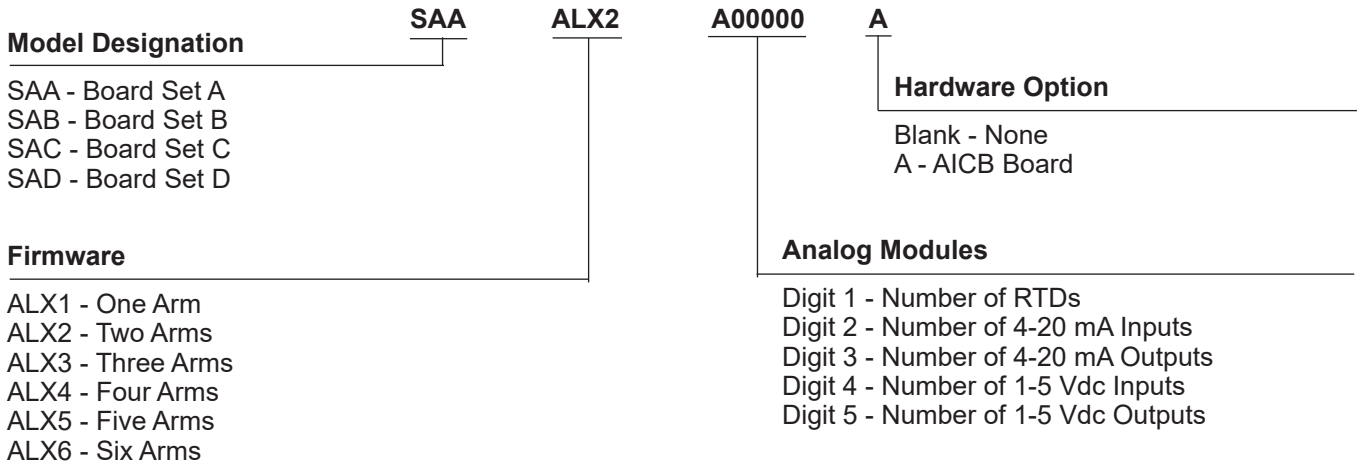 SAA ALX2 A00000 A
Model Designation
SAA - Board Set A
SAB - Board Set B
SAC - Board Set C
SAD - Board Set D
Hardware Option
Blank - None
A - AICB Board
Firmware
ALX1 - One Arm
ALX2 - Two Arms
ALX3 - Three Arms
ALX4 - Four Arms
ALX5 - Five Arms
ALX6 - Six Arms
Analog Modules
Digit 1 - Number of RTDs
Digit 2 - Number of 4-20 mA Inputs
Digit 3 - Number of 4-20 mA Outputs
Digit 4 - Number of 1-5 Vdc Inputs
Digit 5 - Number of 1-5 Vdc Outputs